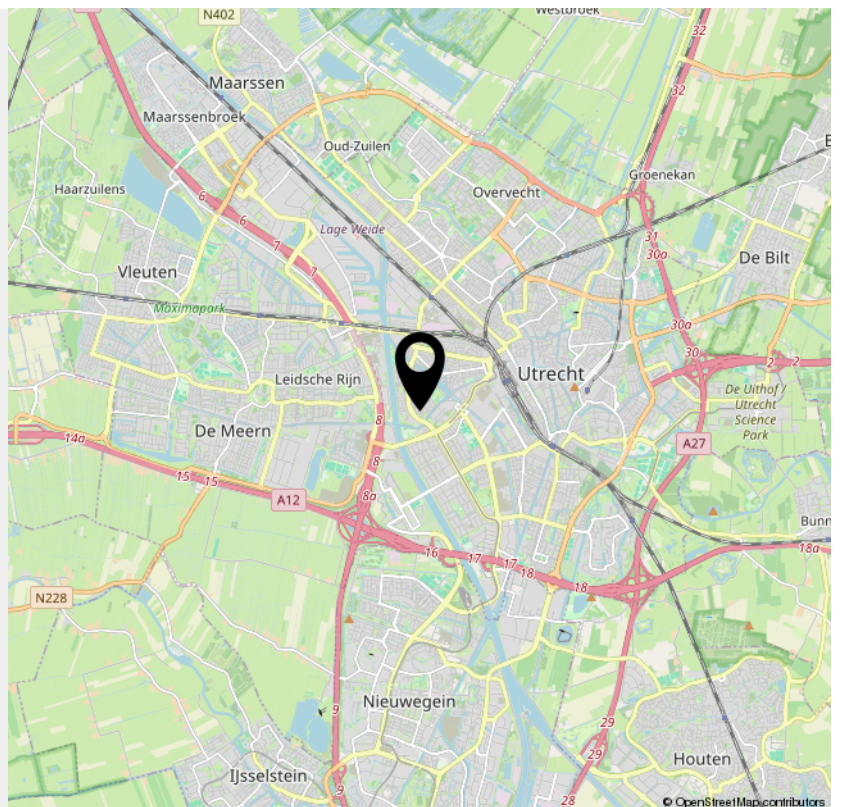 N402
Westbroek
32
Maarssen
32
Maarssenbroek
Oud-Zuilen
Groenekan
Haarzuilens
6
Overvecht
6
Lage Weide
31
7
30a
De Bilt
Vleuten
7
Máximapark
30a
30
2
2
Utrecht
Leidsche Rijn
De Uithof /
Utrecht
Science
Park
8
De Meern
14a
A27
8
15
15
8a
A12
Bunn
16
17
17
18
18a
18
N228
Nieuwegein
9
29
29
Houten
IJsselstein
9
28
© OpenStreetMap contributors